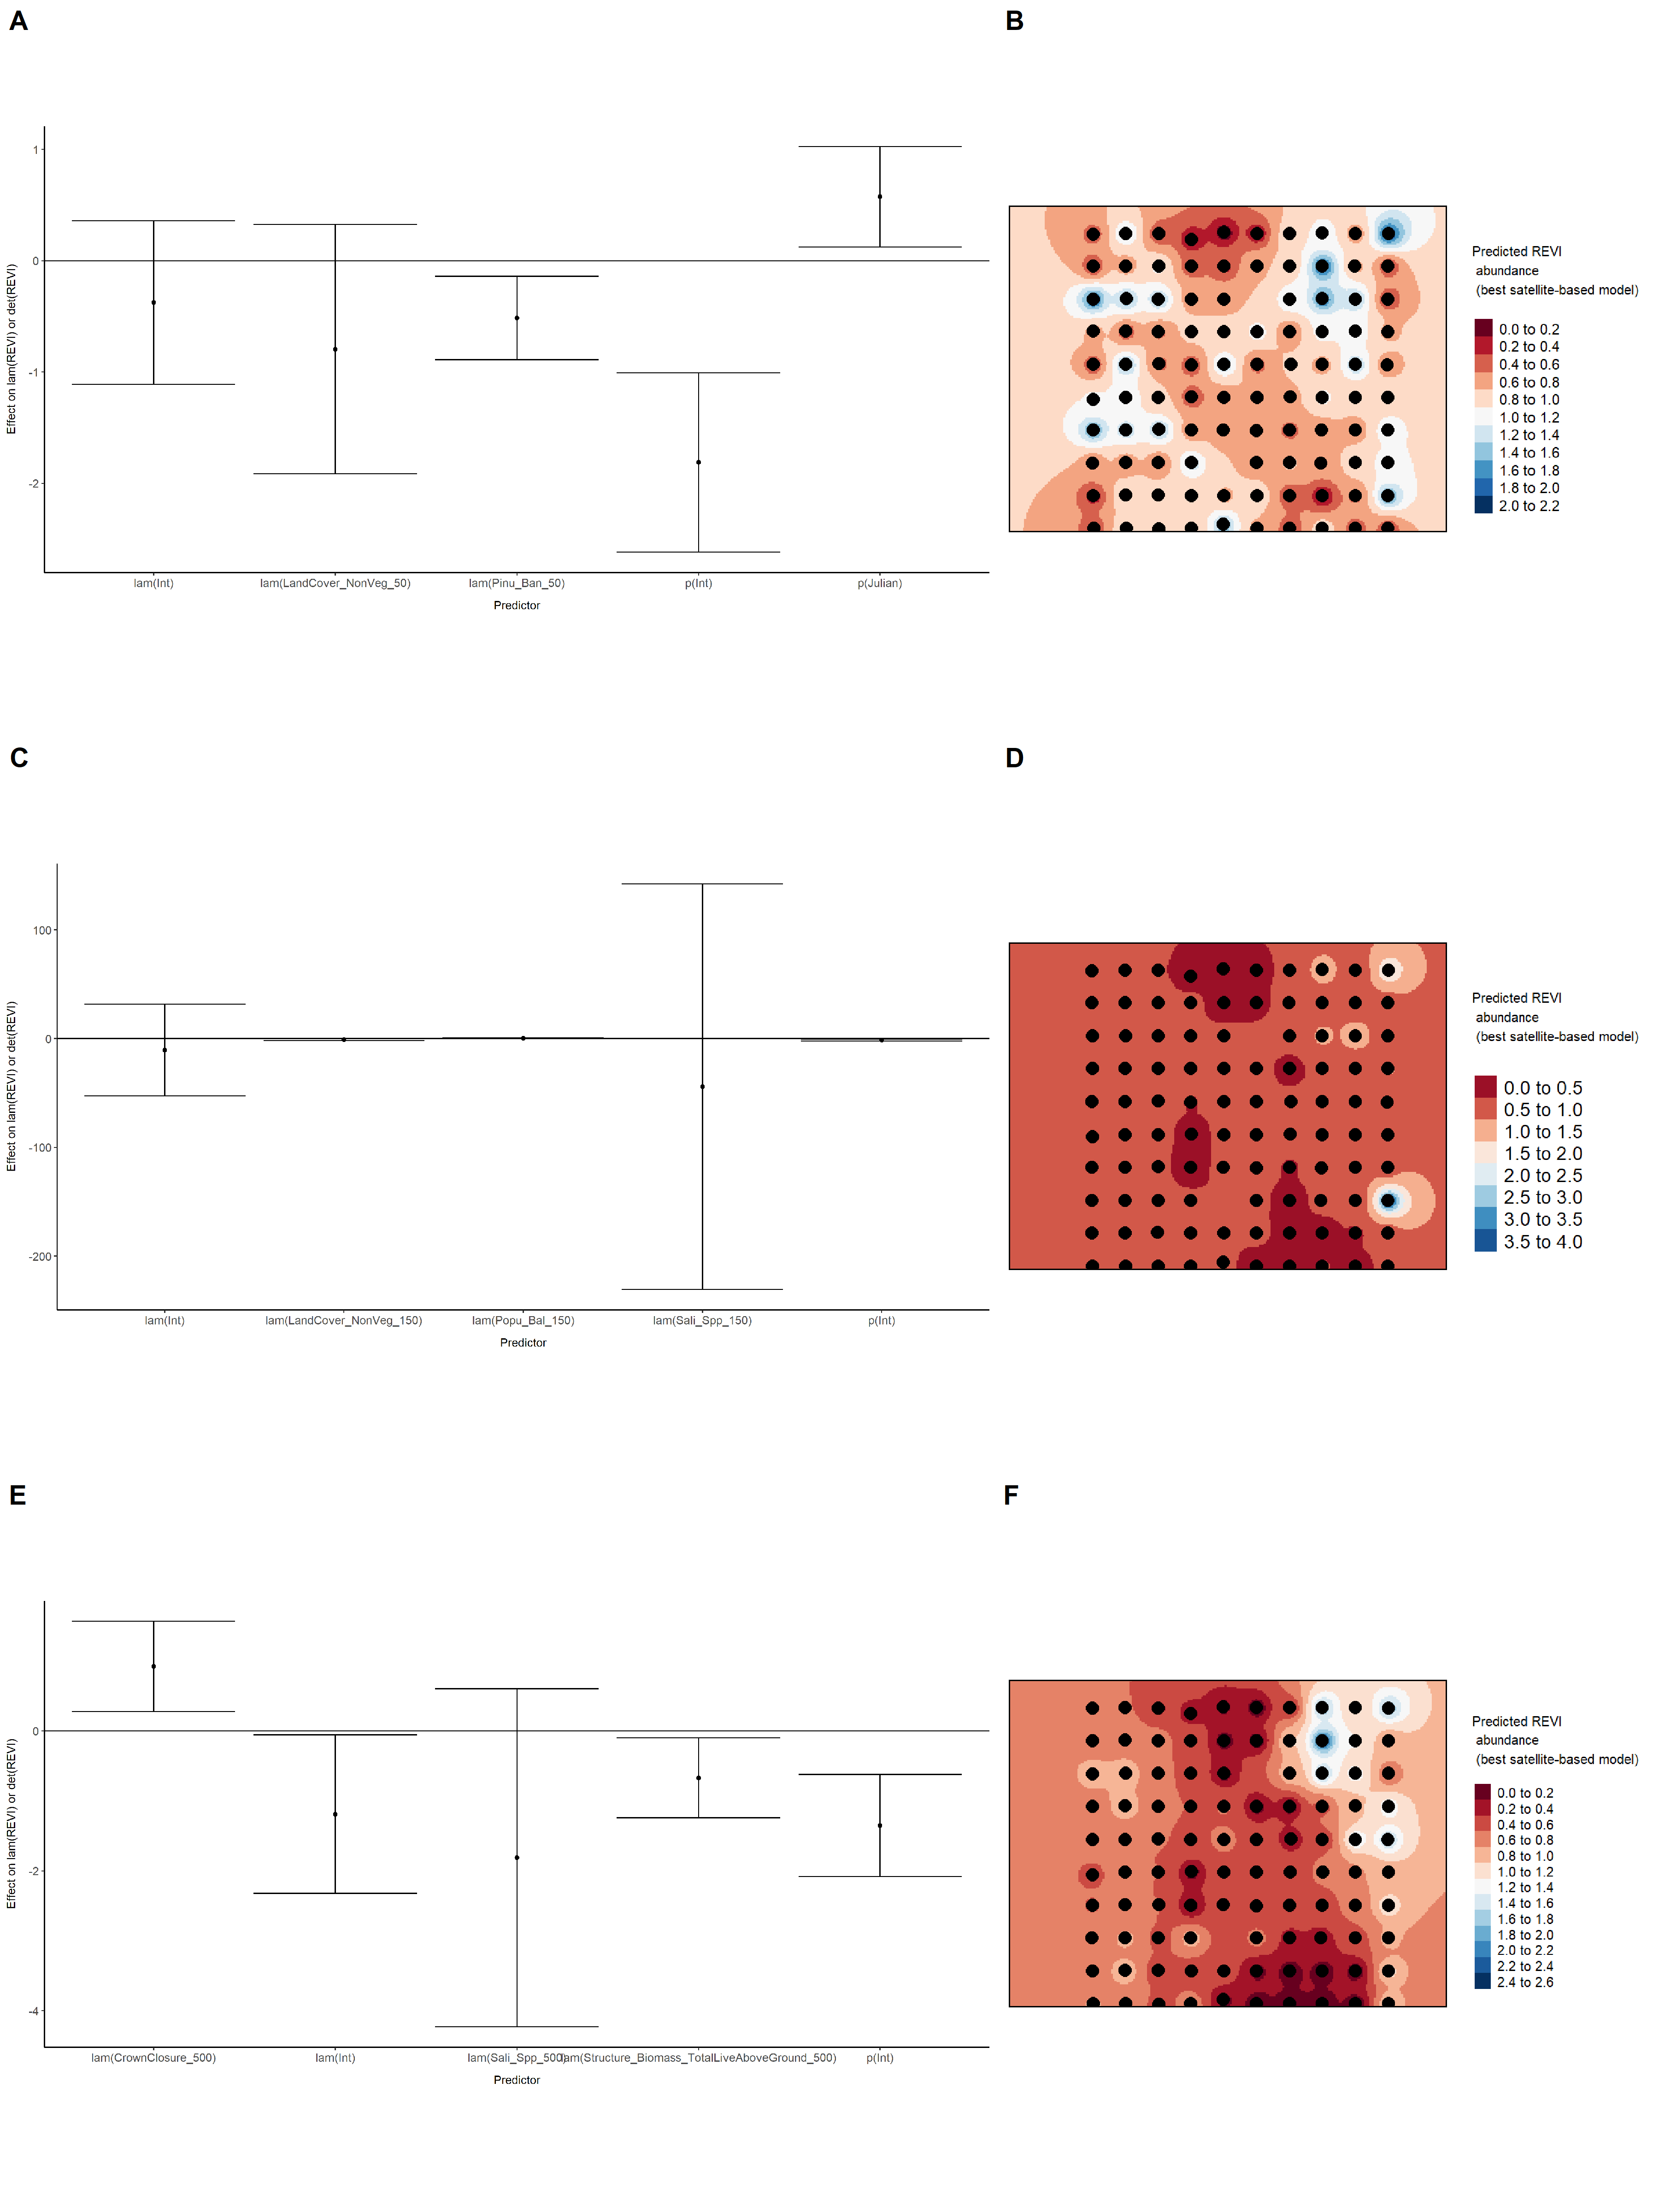 A
B
1
0
-1
-2
Effect on lam(REVI) or det(REVI)
lam(Int)
lam(LandCover_NonVeg_50)
lam(Pinu_Ban_50)
p(Int)
p(Julian)
Predictor
Predicted REVI
abundance
(best satellite-based model)
0.0 to 0.2
0.2 to 0.4
0.4 to 0.6
0.6 to 0.8
0.8 to 1.0
1.0 to 1.2
1.2 to 1.4
1.4 to 1.6
1.6 to 1.8
1.8 to 2.0
2.0 to 2.2
C
D
100
0
-100
-200
Effect on lam(REVI) or det(REVI)
lam(Int)
lam(LandCover_NonVeg_150)
lam(Popu_Bal_150)
lam(Sali_Spp_150)
p(Int)
Predictor
Predicted REVI
abundance
(best satellite-based model)
0.0 to 0.5
0.5 to 1.0
1.0 to 1.5
1.5 to 2.0
2.0 to 2.5
2.5 to 3.0
3.0 to 3.5
3.5 to 4.0
E
F
0
-2
-4
Effect on lam(REVI) or det(REVI)
lam(CrownClosure_500)
lam(Int)
lam(Sali_Spp_500)
lam(Structure_Biomass_TotalLiveAboveGround_500)
p(Int)
Predictor
Predicted REVI
abundance
(best satellite-based model)
0.0 to 0.2
0.2 to 0.4
0.4 to 0.6
0.6 to 0.8
0.8 to 1.0
1.0 to 1.2
1.2 to 1.4
1.4 to 1.6
1.6 to 1.8
1.8 to 2.0
2.0 to 2.2
2.2 to 2.4
2.4 to 2.6